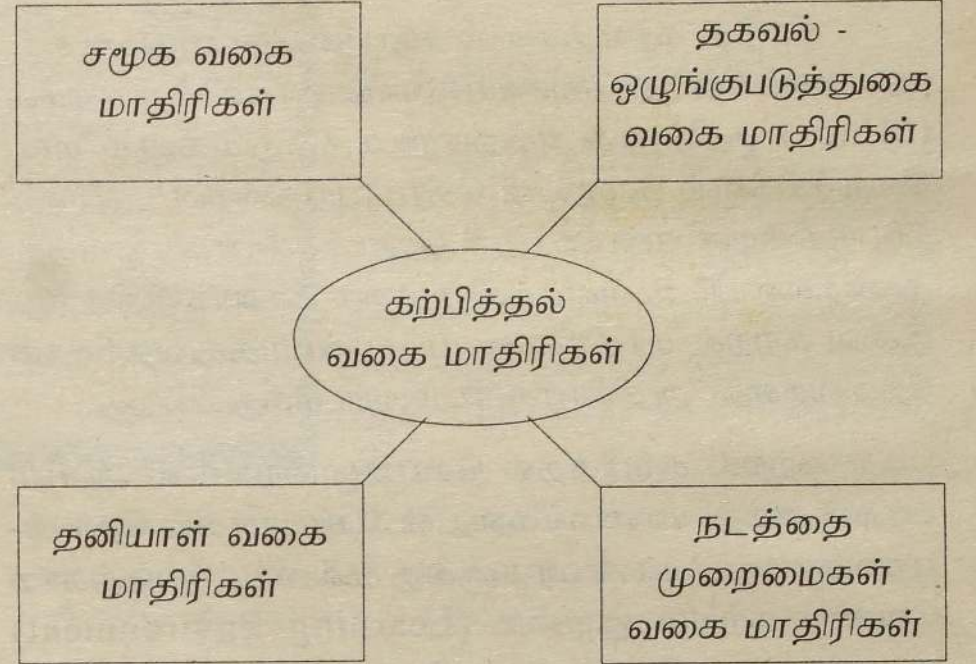 சமூக வகை
மாதிரிகள்
தகவல் -
ஒழுங்குபடுத்துகை
வகை மாதிரிகள்
கற்பித்தல்
வகை மாதிரிகள்
தனியாள் வகை
மாதிரிகள்
நடத்தை
முறைமைகள்
வகை மாதிரிகள்